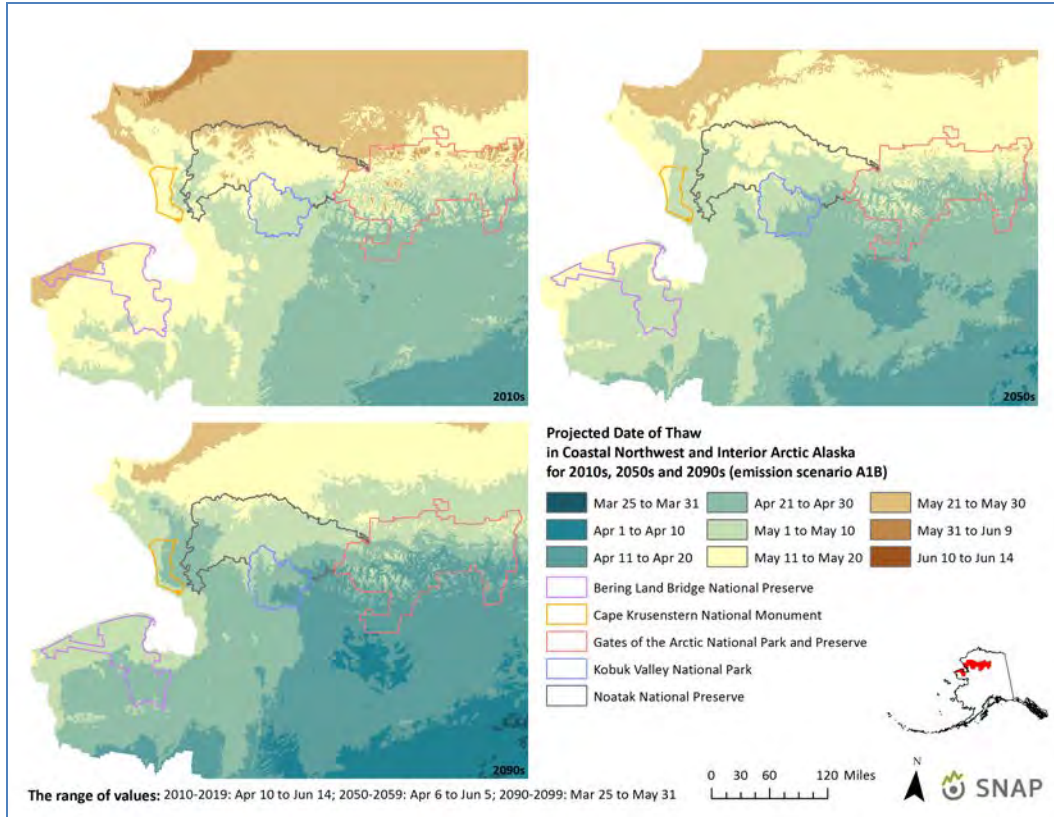 2010s
2050s
2090s
Projected Date of Thaw
in Coastal Northwest and Interior Arctic Alaska
for 2010s, 2050s and 2090s (emission scenario A1B)
Mar 25 to Mar 31
Apr 21 to Apr 30
May 21 to May 30
Apr 1 to Apr 10
May 1 to May 10
May 31 to Jun 9
Apr 11 to Apr 20
May 11 to May 20
Jun 10 to Jun 14
Bering Land Bridge National Preserve
Cape Krusenstern National Monument
Gates of the Arctic National Park and Preserve
Kobuk Valley National Park
Noatak National Preserve
0 30 60 120 Miles
N
SNAP
The range of values: 2010-2019: Apr 10 to Jun 14; 2050-2059: Apr 6 to Jun 5; 2090-2099: Mar 25 to May 31